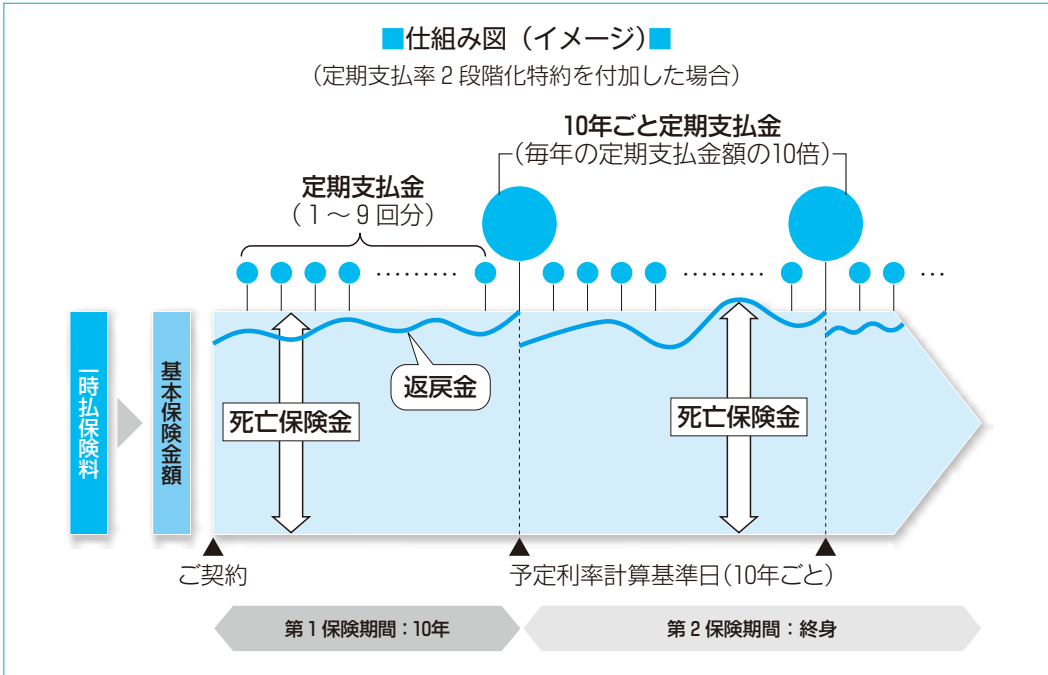 ■仕組み図（イメージ）■
（定期支払率２段階化特約を付加した場合）
10年ごと定期支払金
（毎年の定期支払金額の10倍）
定期支払金
（１～９回分）
………
………
…
一時払保険料
基本保険金額
返戻金
死亡保険金
死亡保険金
ご契約
予定利率計算基準日（10年ごと）
第１保険期間：10年
第２保険期間：終身